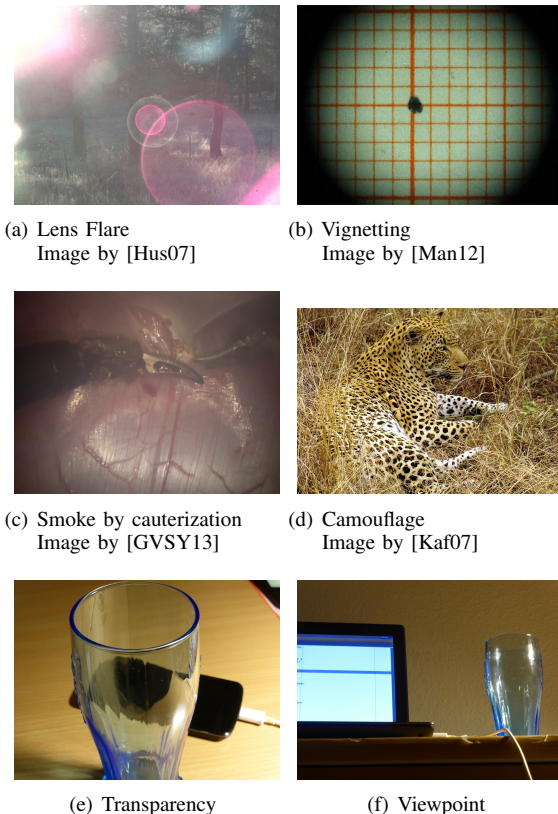 (a) Lens Flare
Image by [Hus07]
(b) Vignetting
Image by [Man12]
(c) Smoke by cauterization
Image by [GVSY13]
(d) Camouflage
Image by [Kaf07]
(e) Transparency
(f) Viewpoint